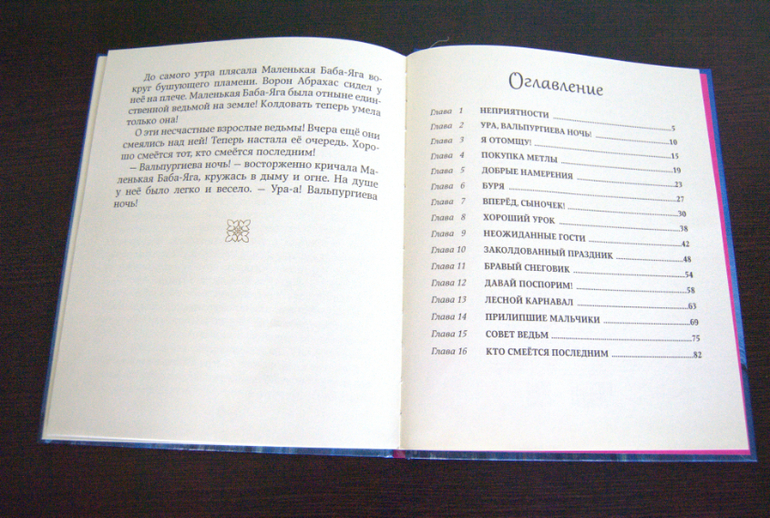 До самого утра плясала Маленькая Баба-Яга во-
круг бушующего пламени. Ворон Абрахас сидел у
неё на плече. Маленькая Баба-Яга была отныне един-
ственной ведьмой на земле! Колдовать теперь умела
только она!
О эти несчастные взрослые ведьмы! Вчера ещё они
смеялись над ней! Теперь настала её очередь. Хоро-
шо смеётся тот, кто смеётся последним!
— Вальпургиева ночь! — восторженно кричала Ма-
ленькая Баба-Яга, кружась в дыму и огне. На душе
у неё было легко и весело. — Ура-а! Вальпургиева
ночь!
Оглавление
Глава 1 НЕПРИЯТНОСТИ 5
Глава 2 УРА, ВАЛЬПУРГИЕВА НОЧЬ! 10
Глава 3 Я ОТОМЩУ! 15
Глава 4 ПОКУПКА МЕТЛЫ 19
Глава 5 ДОБРЫЕ НАМЕРЕНИЯ 23
Глава 6 БУРЯ 27
Глава 7 ВПЕРЁД, СЫНОЧЕК! 30
Глава 8 ХОРОШИЙ УРОК 38
Глава 9 НЕОЖИДАННЫЕ ГОСТИ 42
Глава 10 ЗАКОЛДОВАННЫЙ ПРАЗДНИК 48
Глава 11 БРАВЫЙ СНЕГОВИК 54
Глава 12 ДАВАЙ ПОСПОРИМ! 58
Глава 13 ЛЕСНОЙ КАРНАВАЛ 63
Глава 14 ПРИЛИПШИЕ МАЛЬЧИКИ 69
Глава 15 СОВЕТ ВЕДЬМ 75
Глава 16 КТО СМЕЁТСЯ ПОСЛЕДНИМ 82